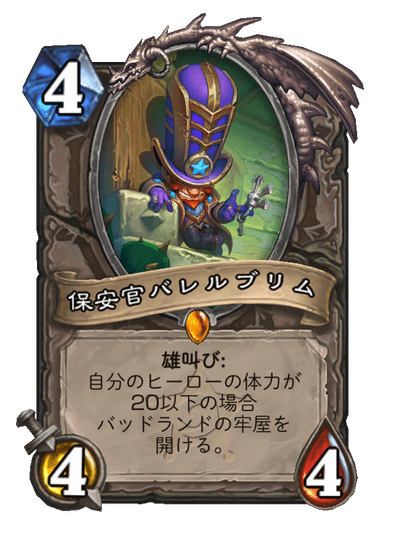 4
保安官バレルブリム
雄叫び:
自分のヒーローの体力が
20以下の場合
バッドランドの牢屋を
開ける。
4
4